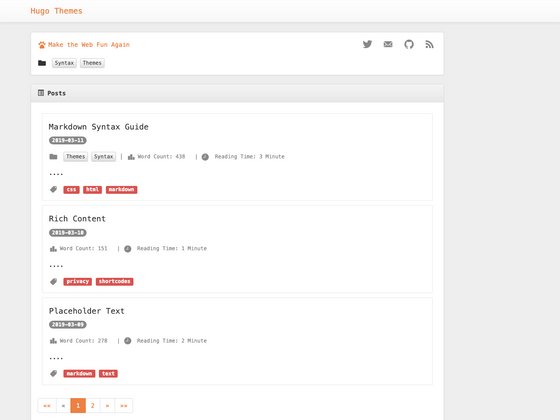 Hugo Themes
Make the Web Fun Again
Syntax Themes
Posts
Markdown Syntax Guide
2019-03-11
Themes Syntax | Word Count: 438 | Reading Time: 3 Minute
....
css html markdown
Rich Content
2019-03-10
Word Count: 151 | Reading Time: 1 Minute
....
privacy shortcodes
Placeholder Text
2019-03-09
Word Count: 278 | Reading Time: 2 Minute
....
markdown text
«« « 1 2 » »»